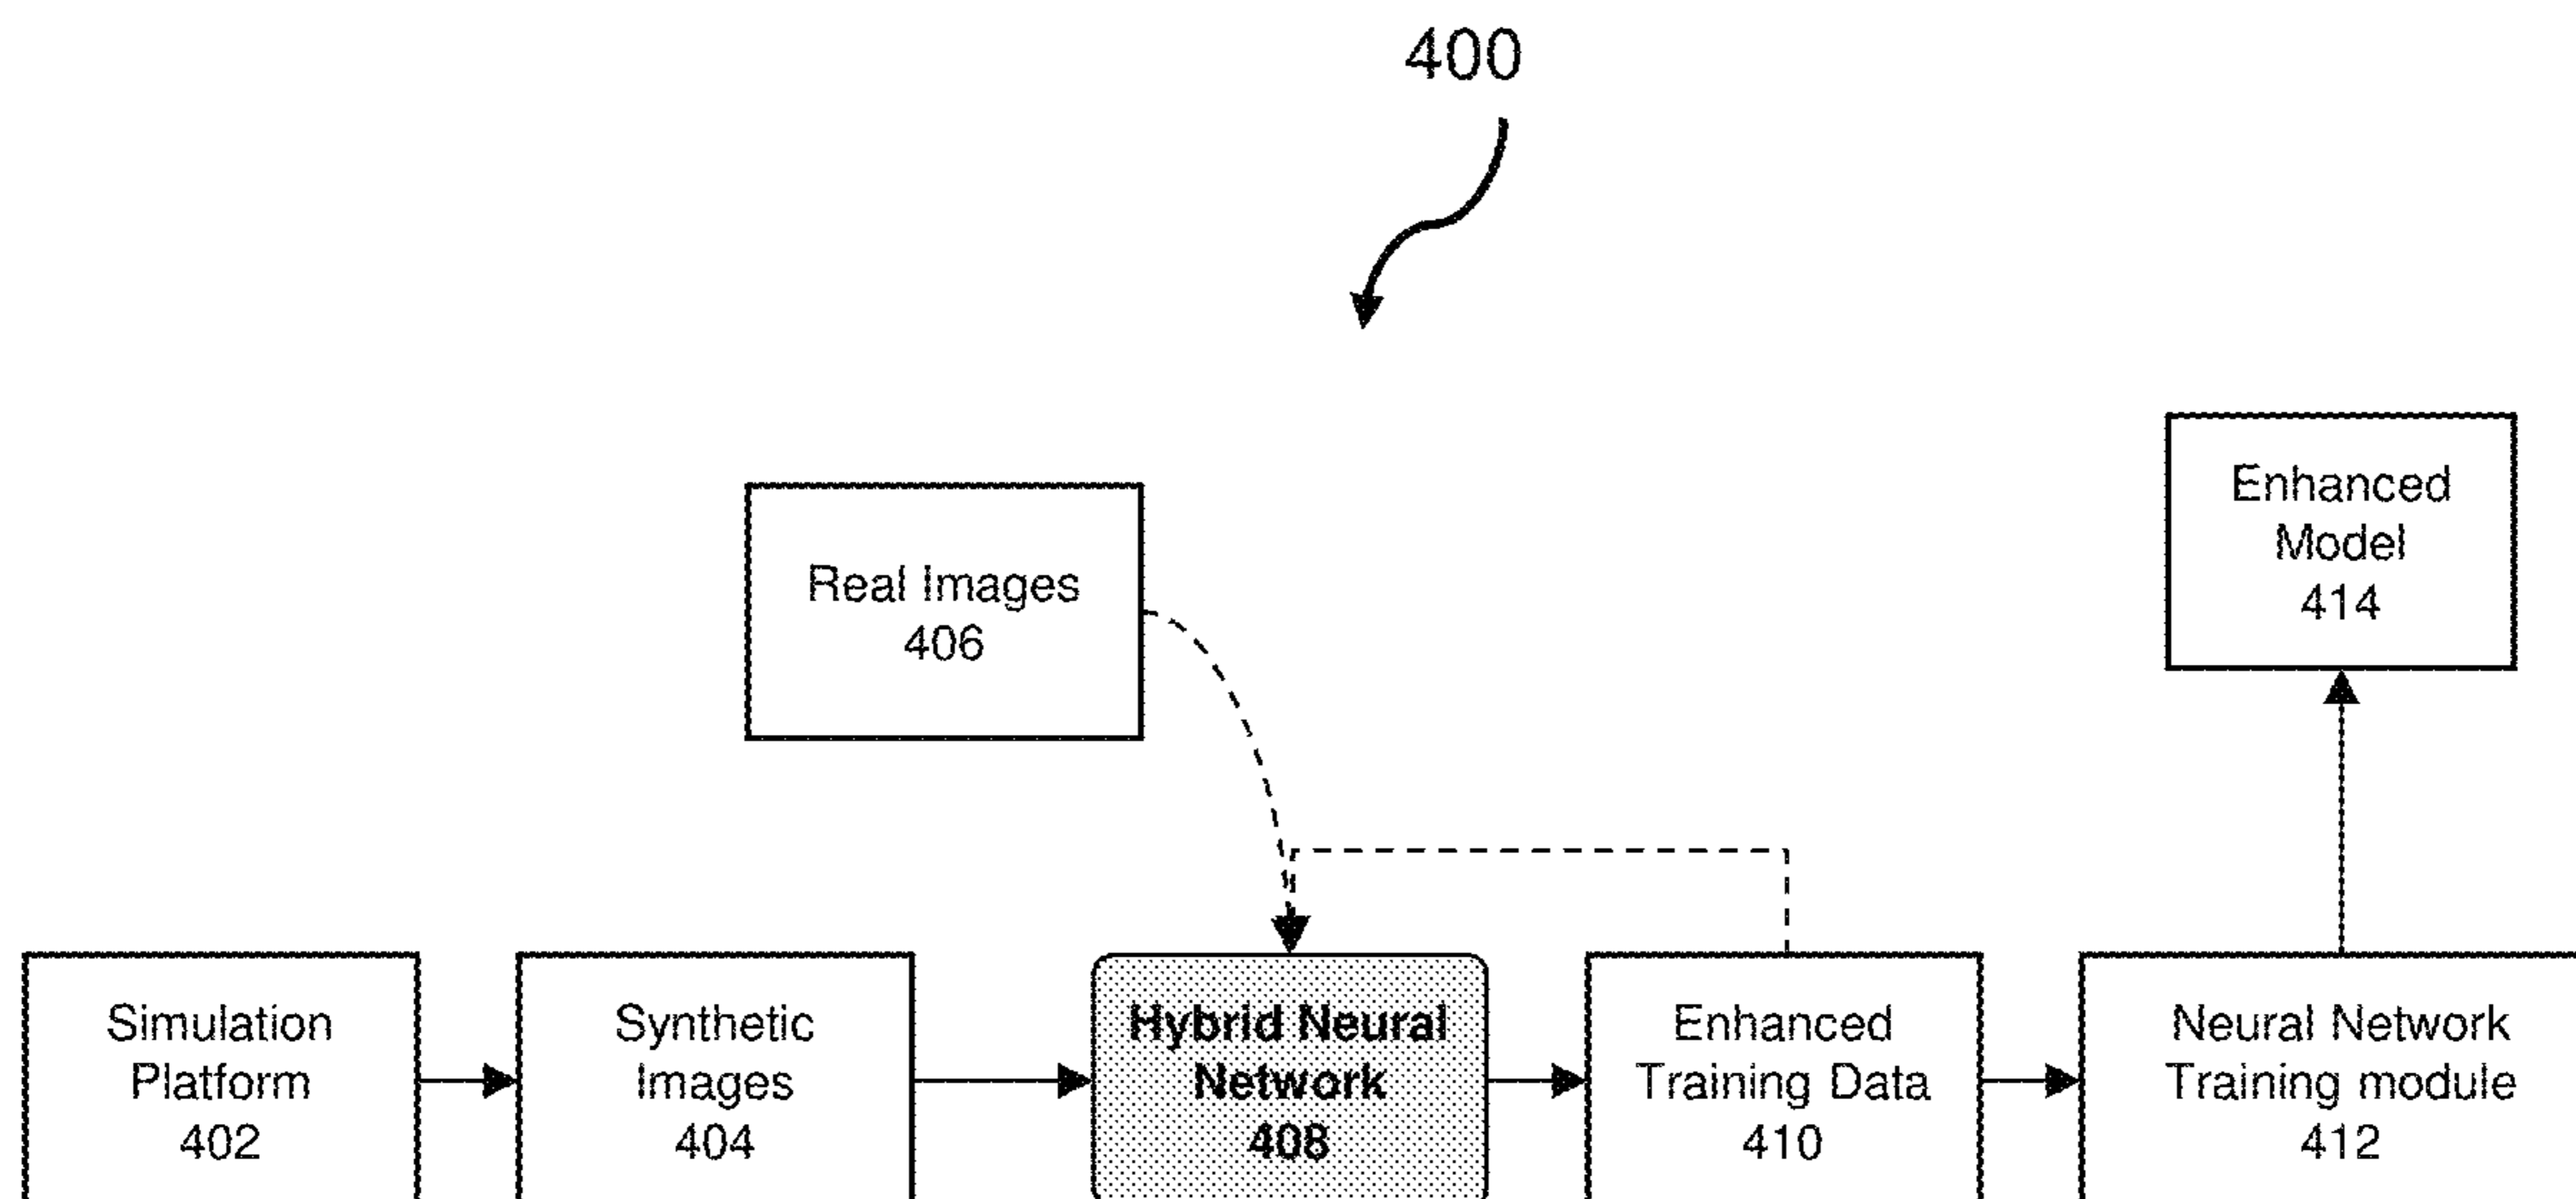 400
Enhanced
Model
414
Real Images
406
Simulation
Platform
402
Synthetic
Images
404
Hybrid Neural
Network
408
Enhanced
Training Data
410
Neural Network
Training module
412